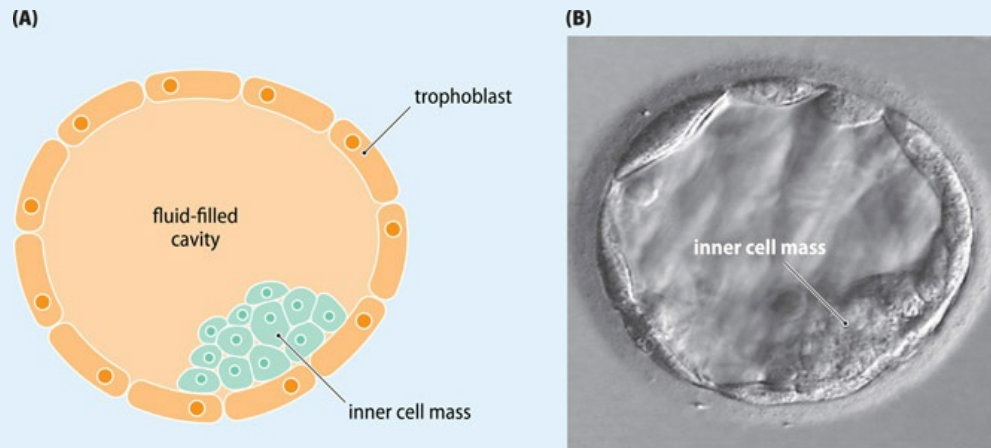 (A)
trophoblast
fluid-filled
cavity
inner cell mass
(B)
inner cell mass